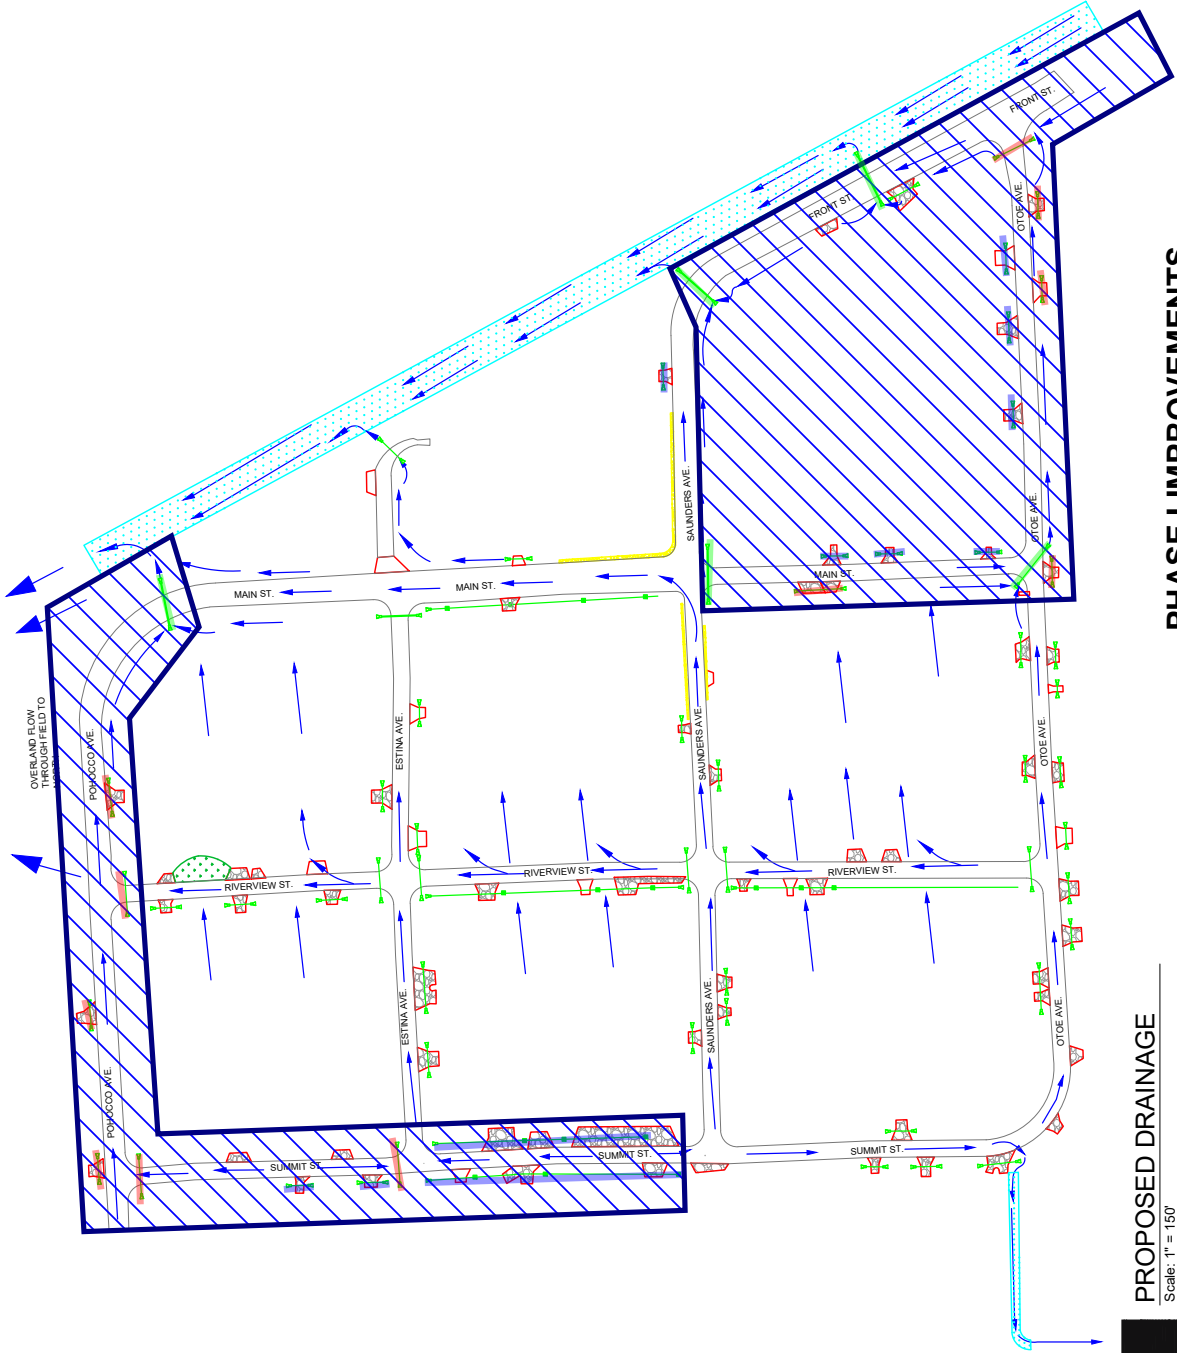 FRONT ST.
OTOE AVE.
FRONT ST.
SAUNDERS AVE.
OTOE AVE.
MAIN ST.
MAIN ST.
MAIN ST.
PHASE I IMPROVEMENTS
OVERLAND FLOW
THROUGH FIELD TO
POHOCCO AVE.
ESTINA AVE.
SAUNDERS AVE.
OTOE AVE.
RIVERVIEW ST.
RIVERVIEW ST.
RIVERVIEW ST.
ESTINA AVE.
SAUNDERS AVE.
OTOE AVE.
POHOCCO AVE.
SUMMIT ST.
SUMMIT ST.
SUMMIT ST.
PROPOSED DRAINAGE
Scale: 1" = 150'